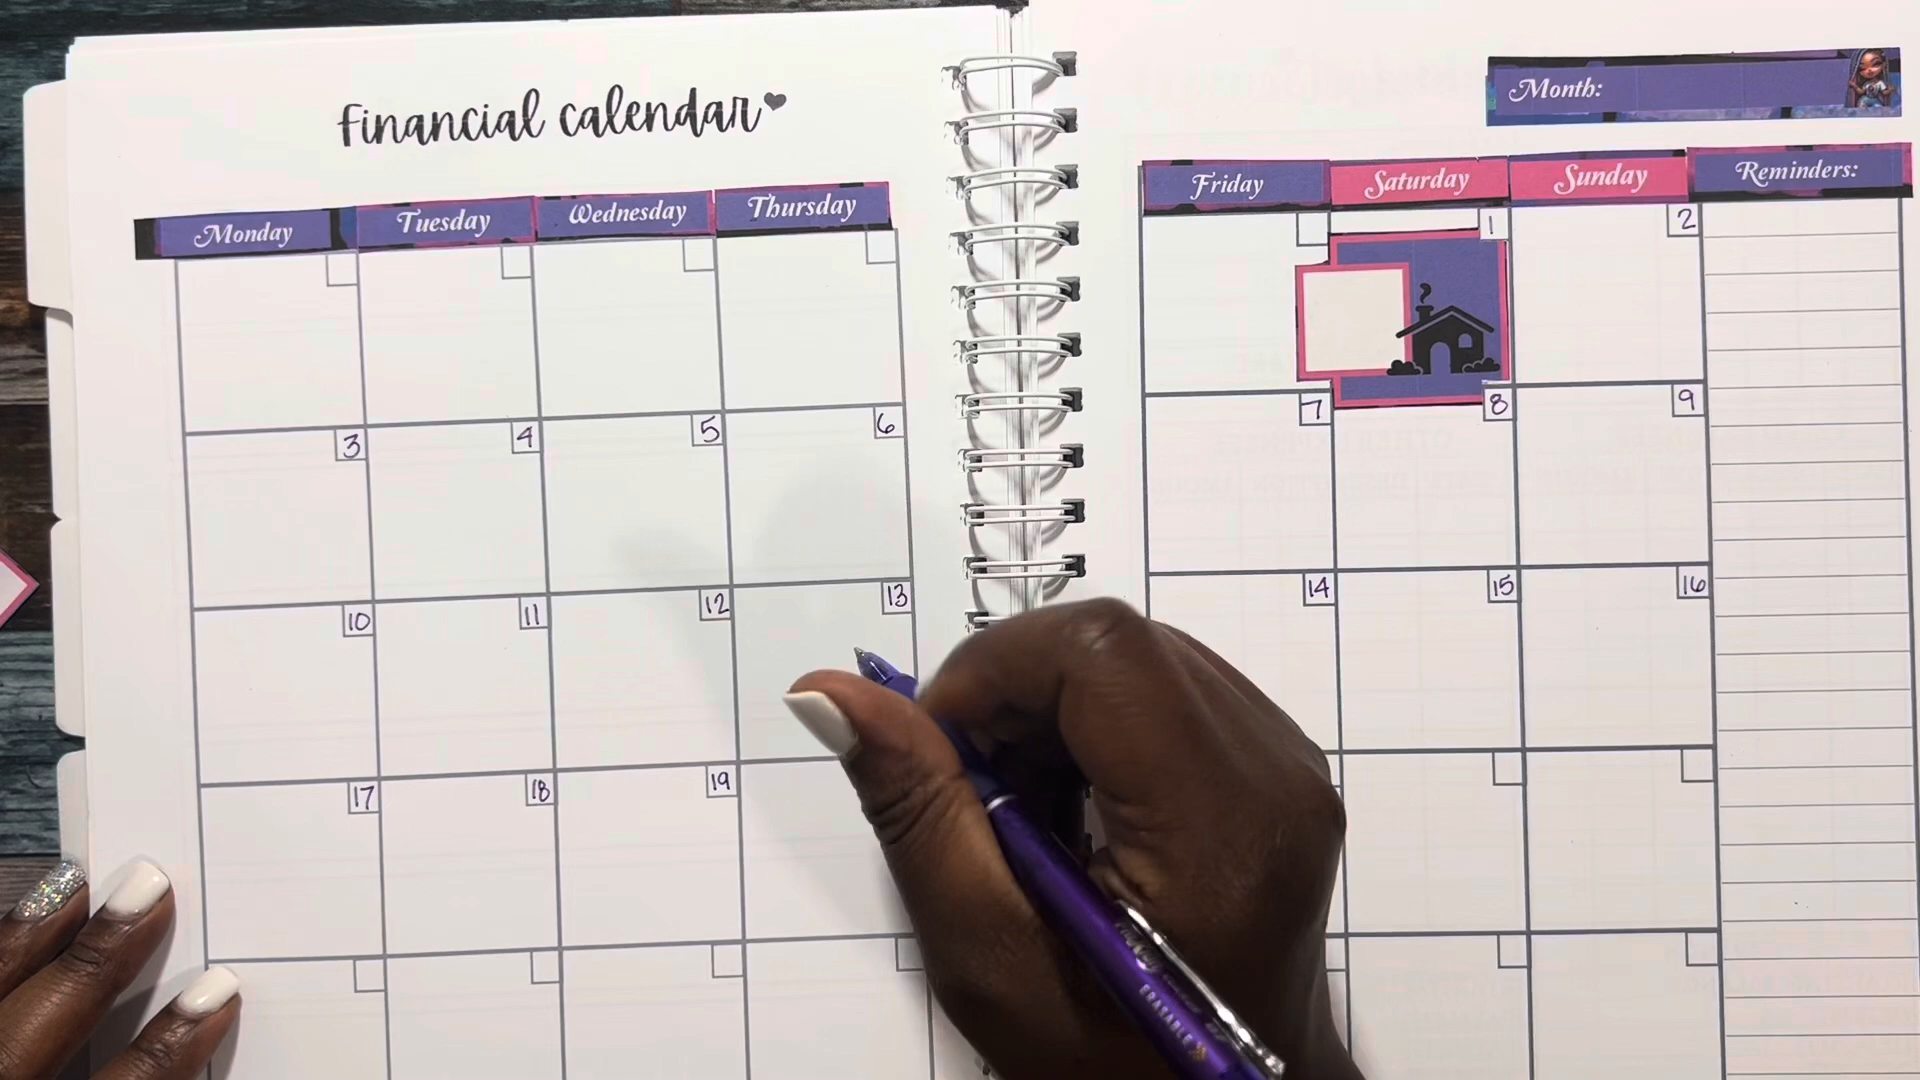 Financial calendar
Month:
Monday Tuesday Wednesday Thursday Friday Saturday Sunday Reminders:
1 2
3 4 5 6 7 8 9
10 11 12 13 14 15 16
17 18 19
ERASABLE